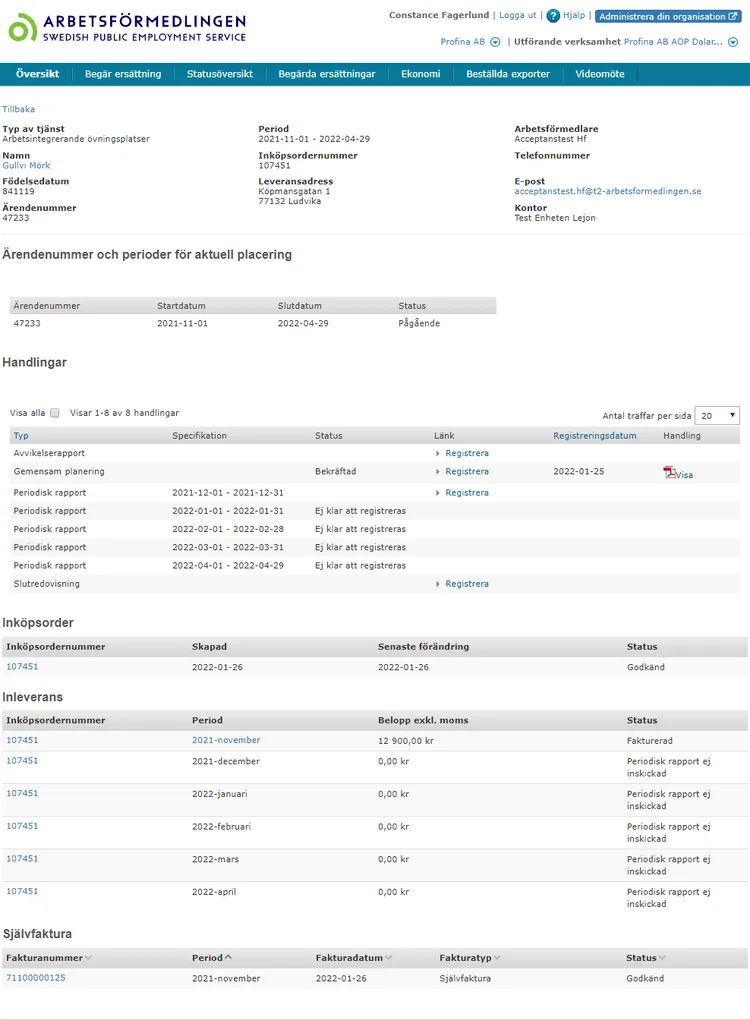 ARBETSFÖRMEDLINGEN
SWEDISH PUBLIC EMPLOYMENT SERVICE
Constance Fagerlund | Logga ut | ? Hjälp | Administrera din organisation
Profina AB | Utförande verksamhet Profina AB AÖP Dalar...
Översikt Begär ersättning Statusöversikt Begärda ersättningar Ekonomi Beställda exporter Videomöte
Tillbaka
Typ av tjänst Period Arbetsförmedlare
Arbetsintegrerande övningsplatser 2021-11-01 - 2022-04-29 Acceptanstest Hf
Namn Inköpsordernummer Telefonnummer
Gullvi Mörk 107451
Födelsedatum Leveransadress E-post
841119 Köpmansgatan 1 acceptanstest.hf@t2-arbetsformedlingen.se
77132 Ludvika
Ärendenummer Kontor
47233 Test Enheten Lejon
Ärendenummer och perioder för aktuell placering
Ärendenummer Startdatum Slutdatum Status
47233 2021-11-01 2022-04-29 Pågående
Handlingar
Visa alla Visar 1-8 av 8 handlingar Antal träffar per sida 20
Typ Specifikation Status Länk Registreringsdatum Handling
Avvikelserapport Registrera
Gemensam planering Bekräftad Registrera 2022-01-25 Visa
Periodisk rapport 2021-12-01 - 2021-12-31 Registrera
Periodisk rapport 2022-01-01 - 2022-01-31 Ej klar att registreras
Periodisk rapport 2022-02-01 - 2022-02-28 Ej klar att registreras
Periodisk rapport 2022-03-01 - 2022-03-31 Ej klar att registreras
Periodisk rapport 2022-04-01 - 2022-04-29 Ej klar att registreras
Slutredovisning Registrera
Inköpsorder
Inköpsordernummer Skapad Senaste förändring Status
107451 2022-01-26 2022-01-26 Godkänd
Inleverans
Inköpsordernummer Period Belopp exkl. moms Status
107451 2021-november 12 900,00 kr Fakturerad
107451 2021-december 0,00 kr Periodisk rapport ej
inskickad
107451 2022-januari 0,00 kr Periodisk rapport ej
inskickad
107451 2022-februari 0,00 kr Periodisk rapport ej
inskickad
107451 2022-mars 0,00 kr Periodisk rapport ej
inskickad
107451 2022-april 0,00 kr Periodisk rapport ej
inskickad
Självfaktura
Fakturanummer Period Fakturadatum Fakturatyp Status
71100000125 2021-november 2022-01-26 Självfaktura Godkänd